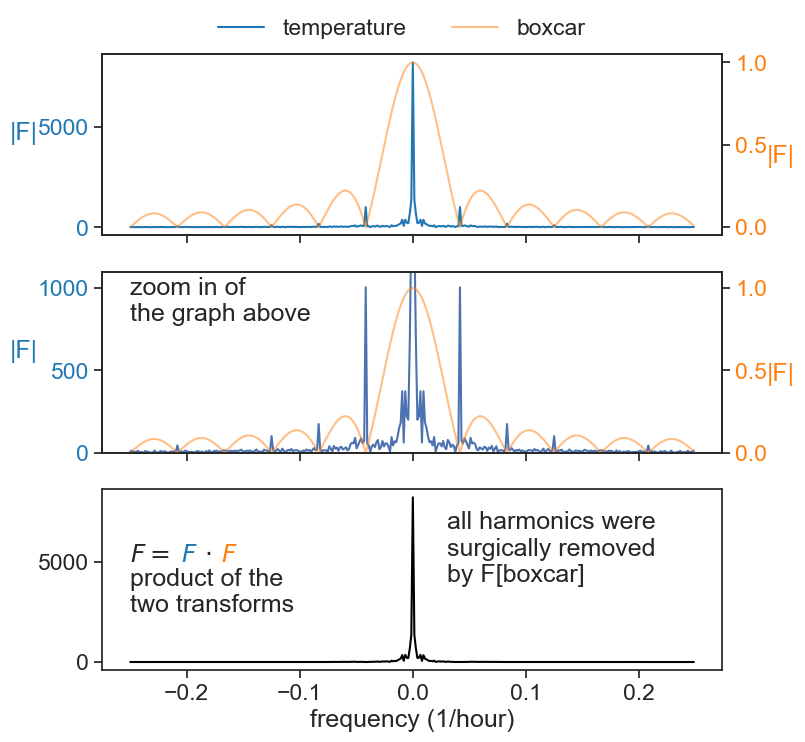 temperature boxcar
|F| 5000 0
1.0 0.5 0.0 |F|
zoom in of
the graph above
|F| 1000 500 0
1.0 0.5 0.0 |F|
F = F · F
product of the
two transforms
all harmonics were
surgically removed
by F[boxcar]
5000 0
−0.2 −0.1 0.0 0.1 0.2
frequency (1/hour)